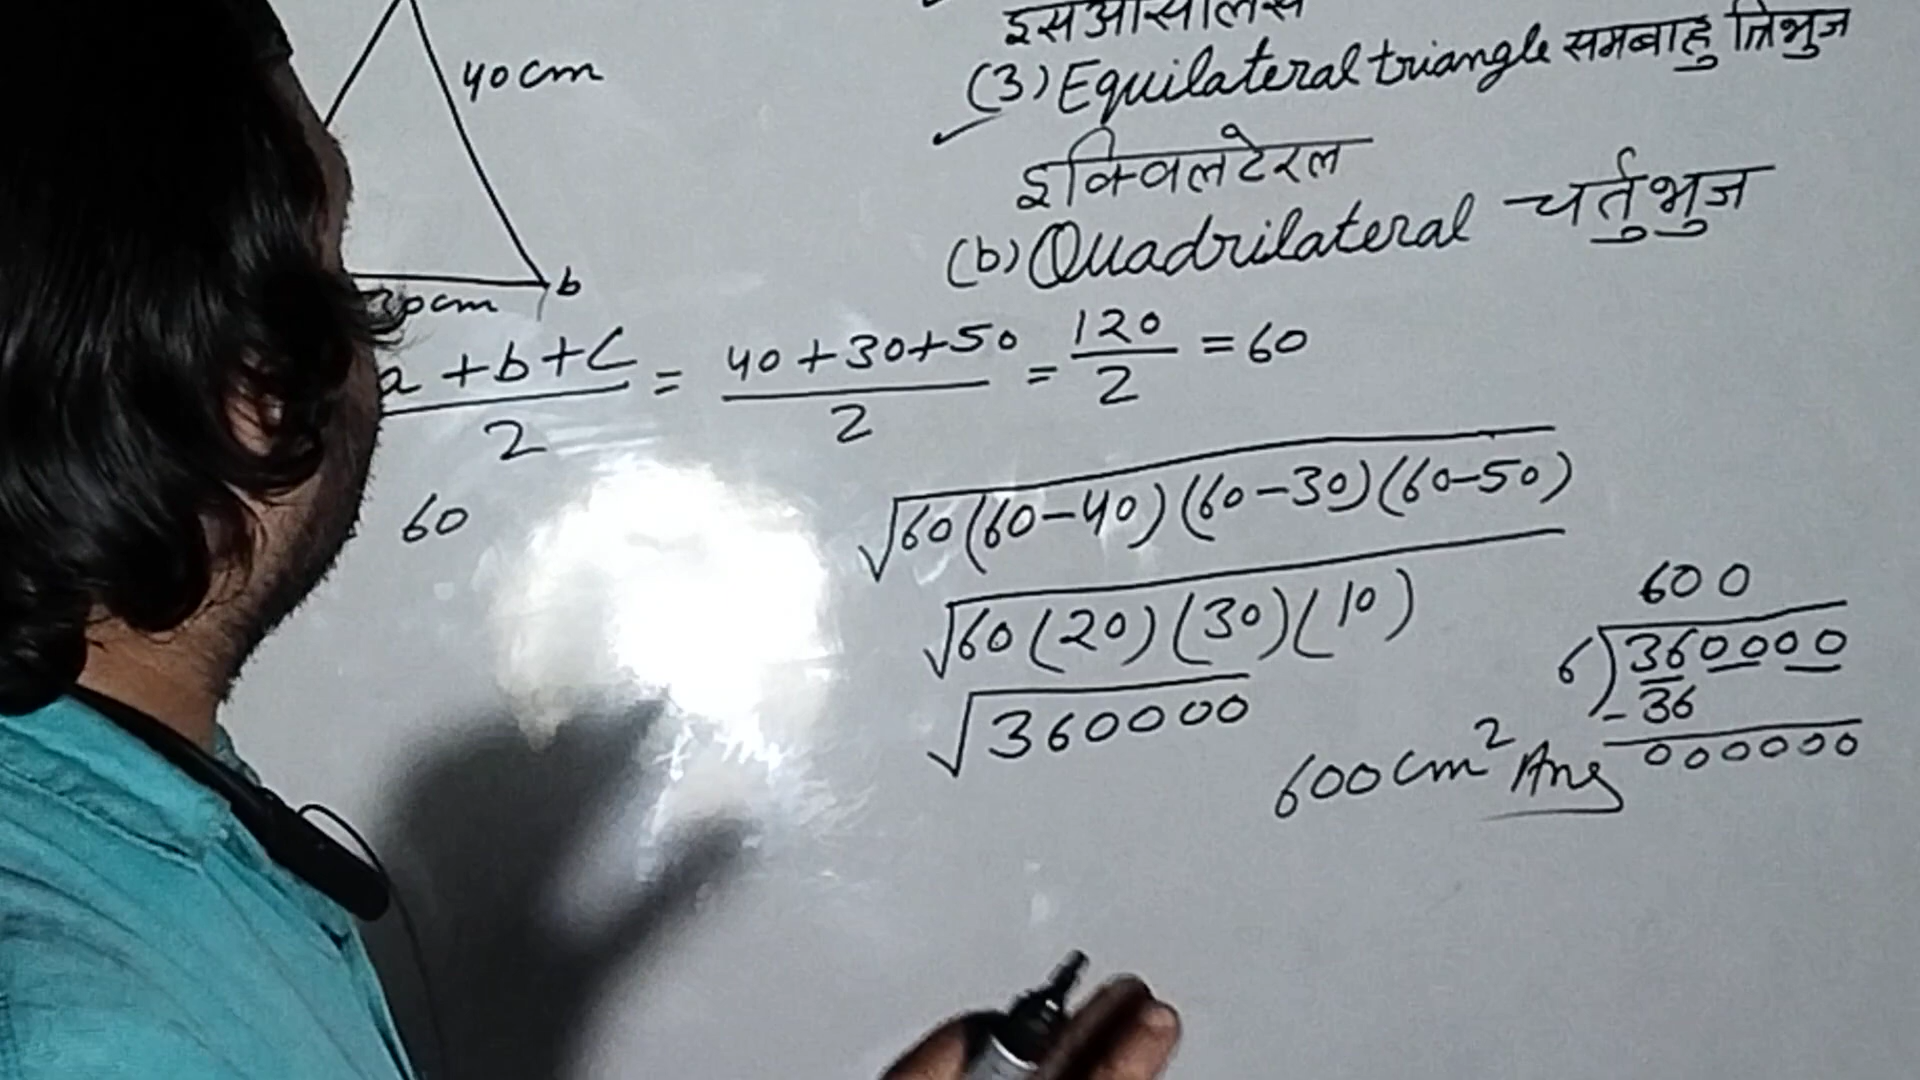 इसओसेलिस
40cm
(3) Equilateral triangle समबाहु त्रिभुज
इक्विलटेरल
(b) Quadrilateral चर्तुभुज
b
30cm
a + b + c / 2 = 40 + 30 + 50 / 2 = 120 / 2 = 60
60
√60(60-40)(60-30)(60-50)
√60(20)(30)(10)
√360000
600
6)360000
-36
000000
600cm² Ans